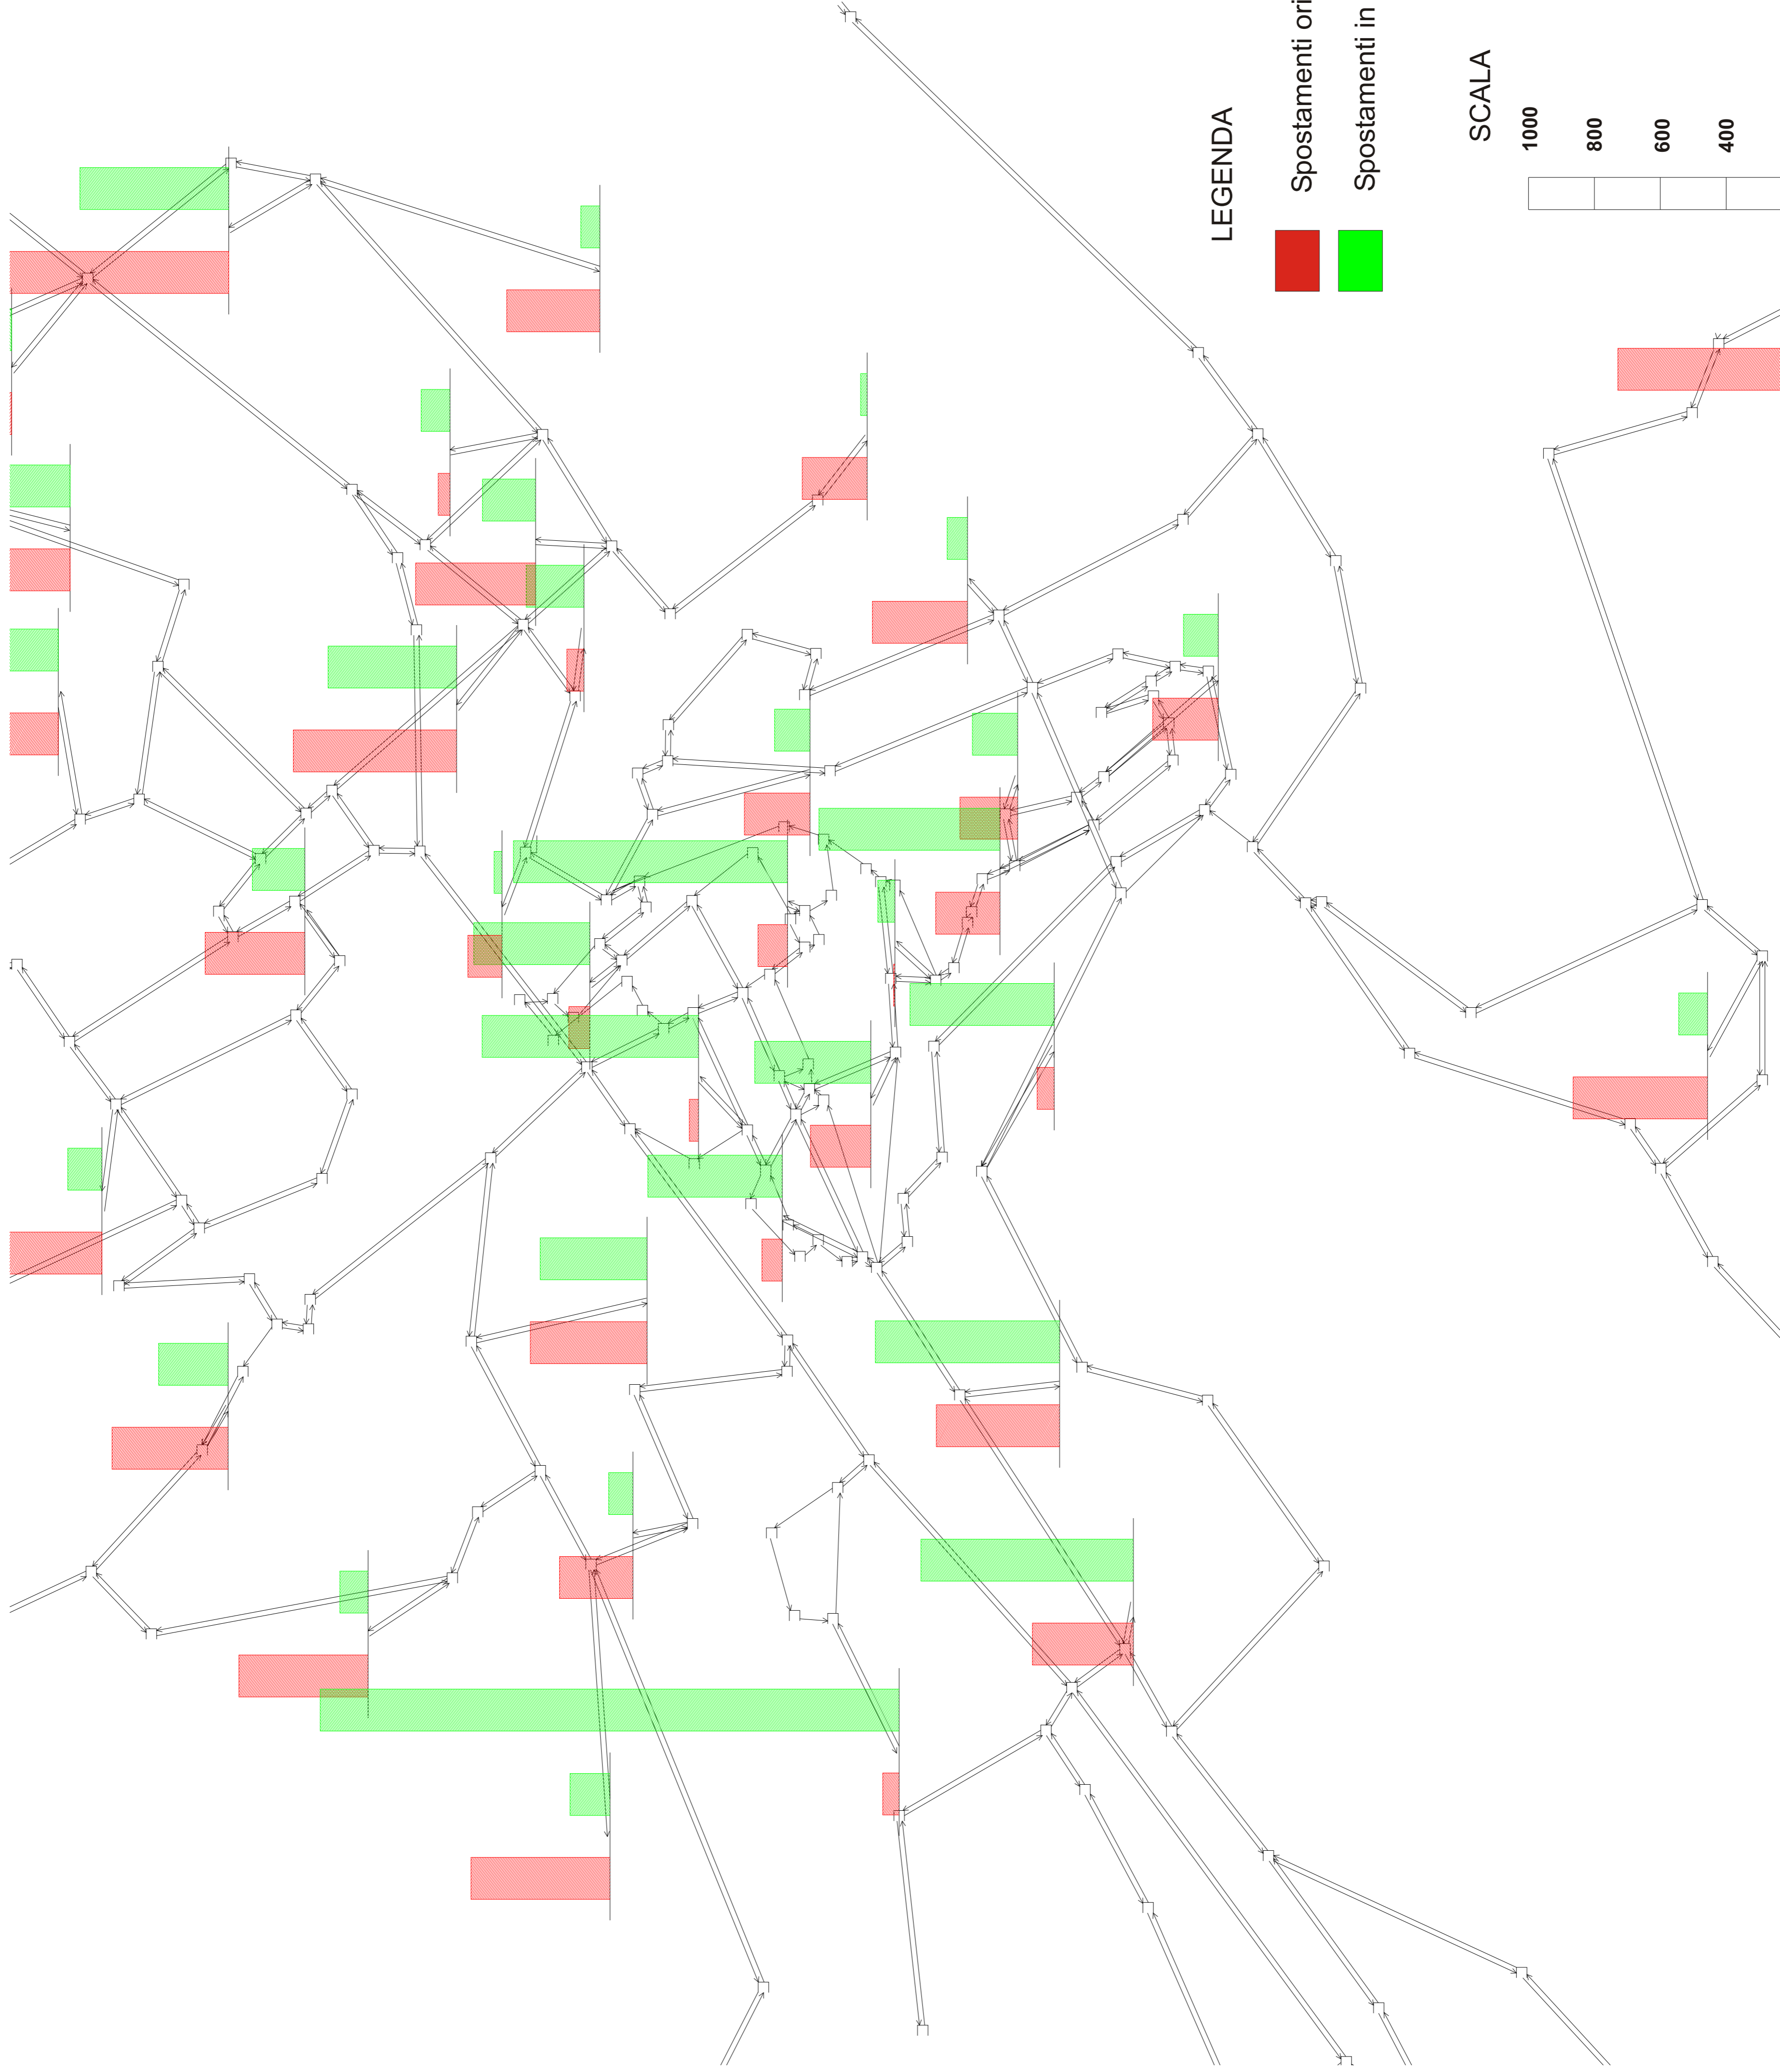 LEGENDA
Spostamenti ori
Spostamenti in
SCALA
1000
800
600
400